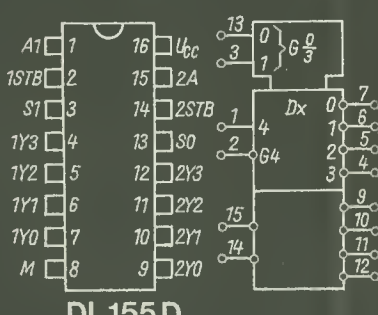 A1 1 16 Ucc
1STB 2 15 2A
S1 3 14 2STB
1Y3 4 13 S0
1Y2 5 12 2Y3
1Y1 6 11 2Y2
1Y0 7 10 2Y1
M 8 9 2Y0
DL 155 D
13 0 } G 0/3
3 1
Dx 0 7
1 4 1 6
2 G4 2 5
3 4
9
15 10
14 11
12